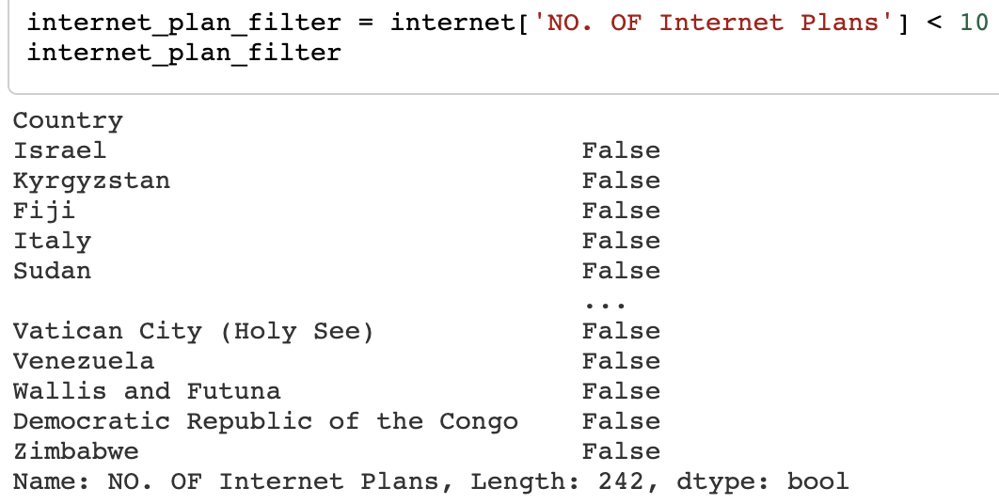 internet_plan_filter = internet['NO. OF Internet Plans'] < 10
internet_plan_filter
Country
Israel False
Kyrgyzstan False
Fiji False
Italy False
Sudan False
...
Vatican City (Holy See) False
Venezuela False
Wallis and Futuna False
Democratic Republic of the Congo False
Zimbabwe False
Name: NO. OF Internet Plans, Length: 242, dtype: bool